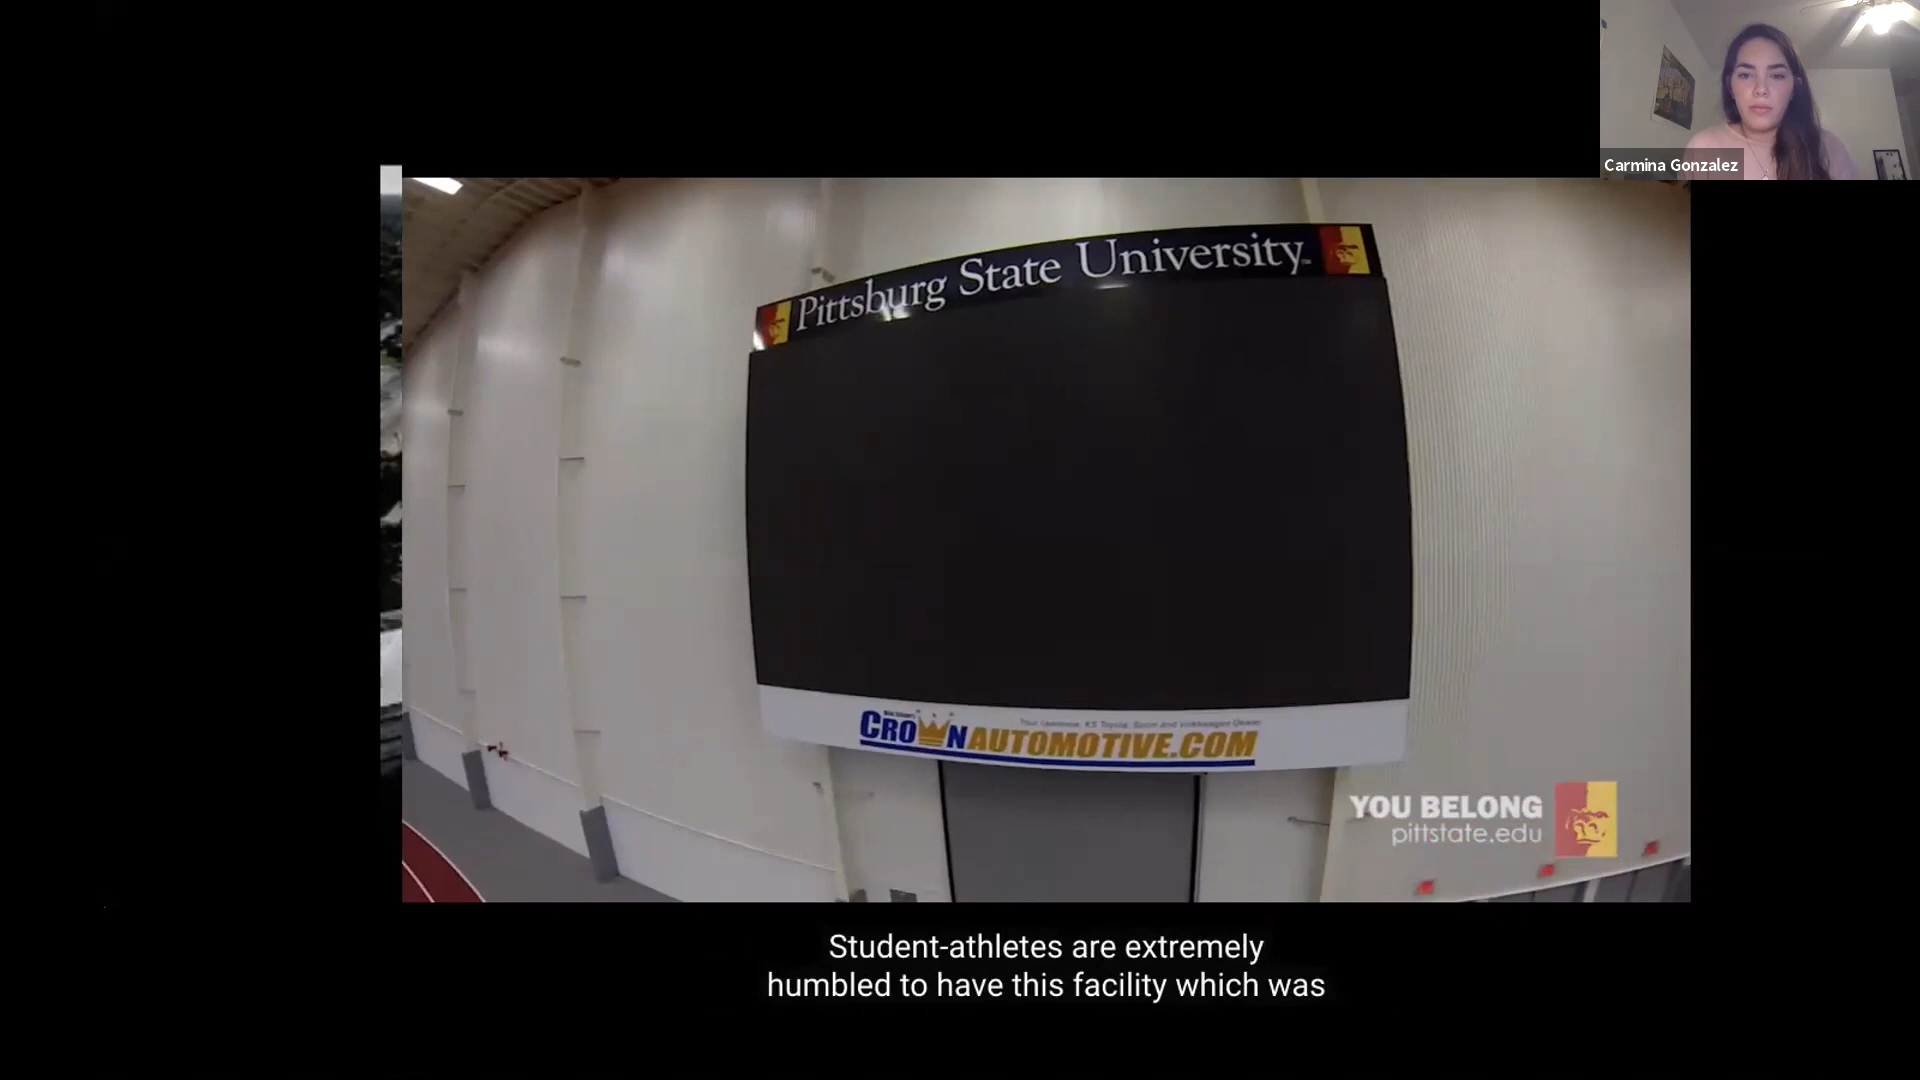 Carmina Gonzalez
Pittsburg State University
CROWNAUTOMOTIVE.COM
YOU BELONG
pittstate.edu
Student-athletes are extremely
humbled to have this facility which was